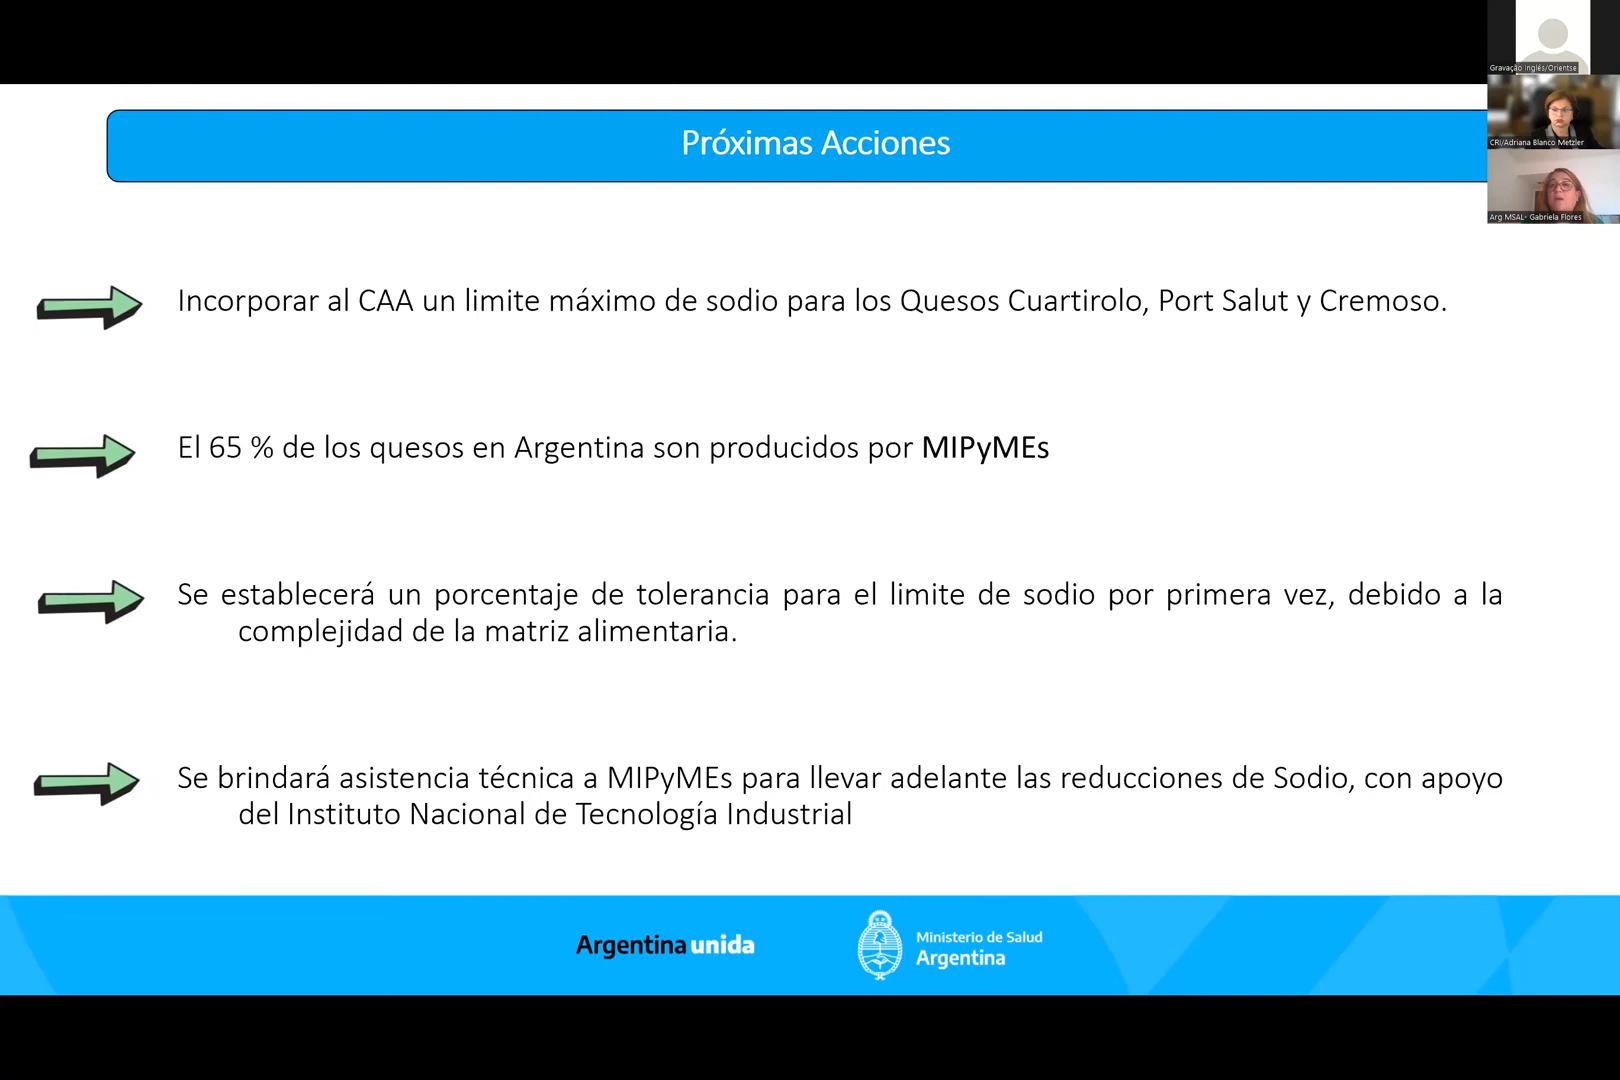 Próximas Acciones
Gravação Inglés/Orientse
CRI/Adriana Blanco Metzler
Arg MSAL- Gabriela Flores
Incorporar al CAA un limite máximo de sodio para los Quesos Cuartirolo, Port Salut y Cremoso.
El 65 % de los quesos en Argentina son producidos por MIPyMEs
Se establecerá un porcentaje de tolerancia para el limite de sodio por primera vez, debido a la
complejidad de la matriz alimentaria.
Se brindará asistencia técnica a MIPyMEs para llevar adelante las reducciones de Sodio, con apoyo
del Instituto Nacional de Tecnología Industrial
Argentina unida
Ministerio de Salud
Argentina